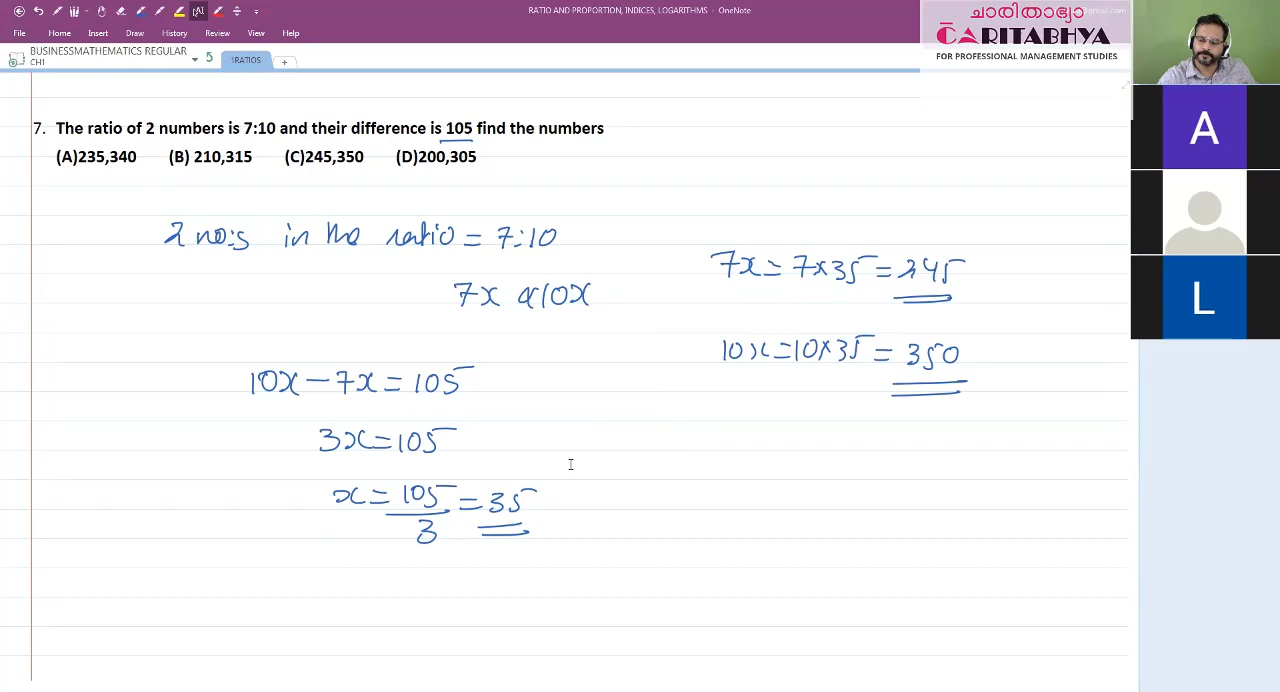 RATIO AND PROPORTION, INDICES, LOGARITHMS - OneNote
@gmail.com
File Home Insert Draw History Review View Help
BUSINESSMATHEMATICS REGULAR
CH1
1RATIOS
ചാരിതാഭ്യാ
CARITABHYA
FOR PROFESSIONAL MANAGEMENT STUDIES
7. The ratio of 2 numbers is 7:10 and their difference is 105 find the numbers
(A)235,340 (B) 210,315 (C)245,350 (D)200,305
2 no:s in the ratio = 7:10
7x & 10x
10x - 7x = 105
3x = 105
x = 105/3 = 35
7x = 7×35 = 245
10x = 10×35 = 350
A
L